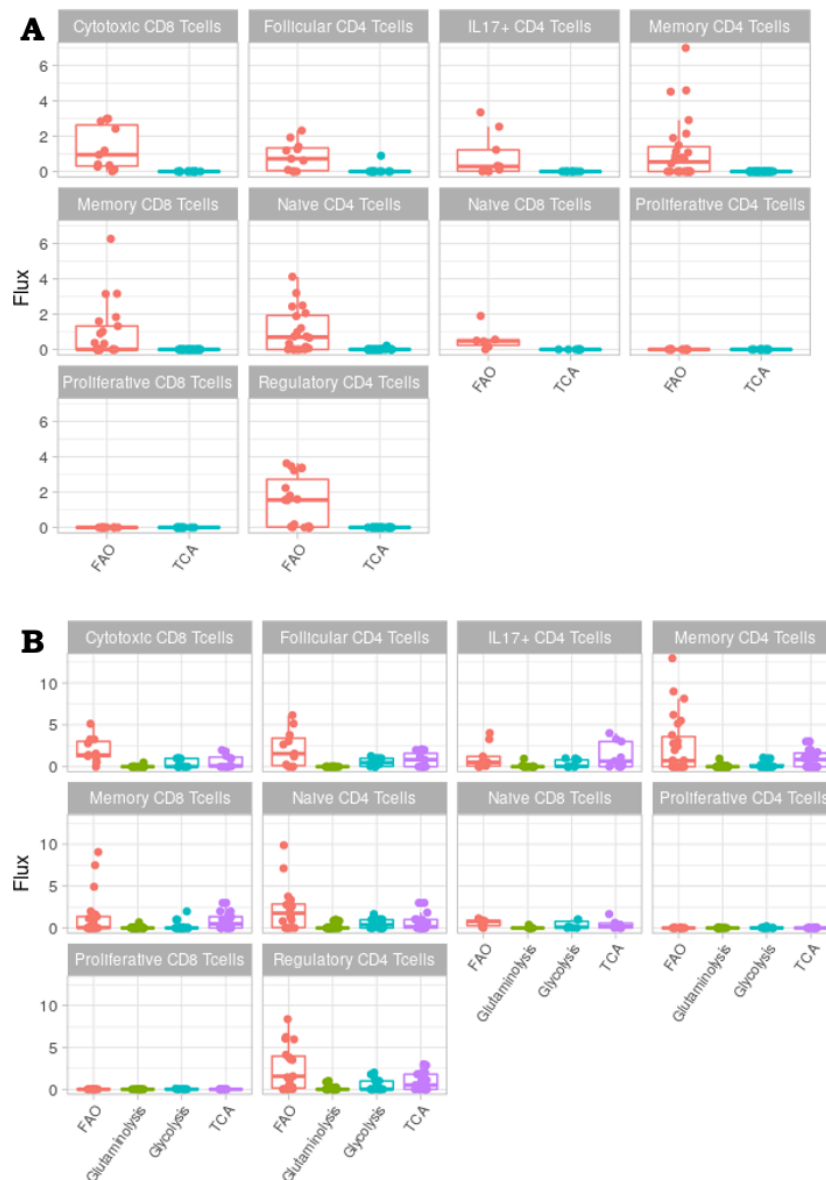 A
Cytotoxic CD8 Tcells Follicular CD4 Tcells IL17+ CD4 Tcells Memory CD4 Tcells
6
4
2
0
Memory CD8 Tcells Naive CD4 Tcells Naive CD8 Tcells Proliferative CD4 Tcells
6
4
2
0
Flux
FAO TCA FAO TCA
Proliferative CD8 Tcells Regulatory CD4 Tcells
6
4
2
0
FAO TCA FAO TCA
B
Cytotoxic CD8 Tcells Follicular CD4 Tcells IL17+ CD4 Tcells Memory CD4 Tcells
10
5
0
Memory CD8 Tcells Naive CD4 Tcells Naive CD8 Tcells Proliferative CD4 Tcells
10
5
0
Flux
FAO Glutaminolysis Glycolysis TCA FAO Glutaminolysis Glycolysis TCA
Proliferative CD8 Tcells Regulatory CD4 Tcells
10
5
0
FAO Glutaminolysis Glycolysis TCA FAO Glutaminolysis Glycolysis TCA